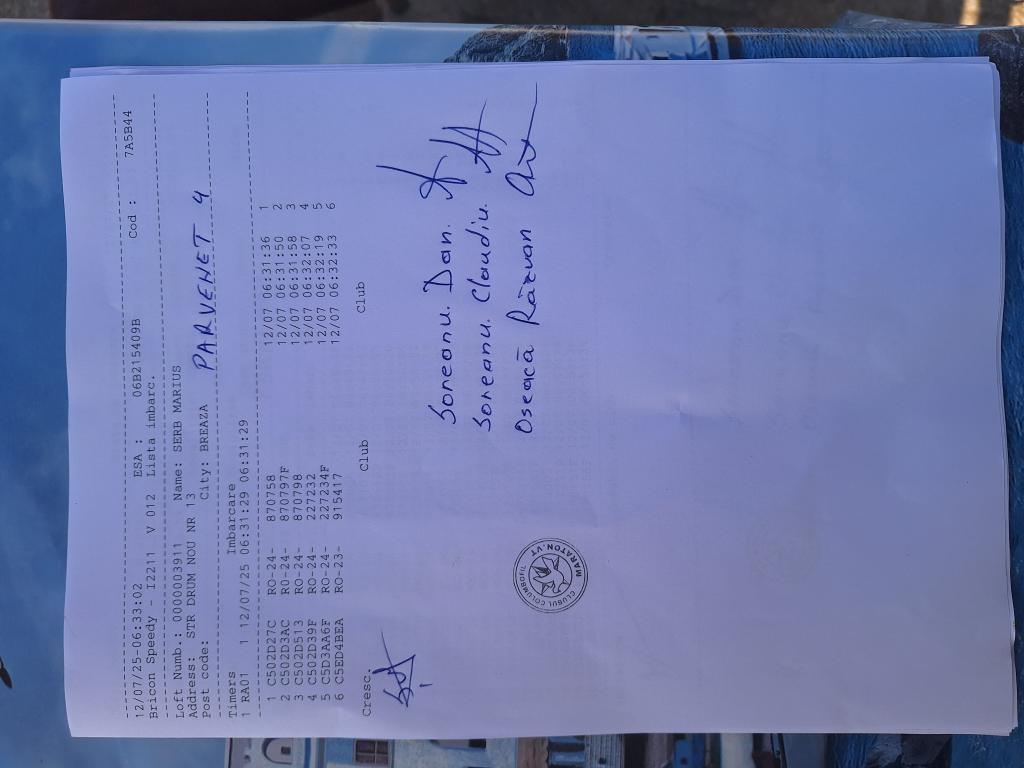 ------------------------------------------------------------
12/07/25-06:33:02 ESA : 06B215409B Cod : 7A5B44
Bricon Speedy - I2211 V 012 Lista imbarc.
------------------------------------------------------------
Loft Numb.: 0000003911 Name: SERB MARIUS
Address: STR DRUM NOU NR 13
Post code: City: BREAZA PARVENET 4
------------------------------------------------------------
Timers Imbarcare
1 RA01 1 12/07/25 06:31:29 06:31:29
------------------------------------------------------------
1 C502D27C RO-24- 870758 12/07 06:31:36 1
2 C502D3AC RO-24- 870797F 12/07 06:31:50 2
3 C502D513 RO-24- 870798 12/07 06:31:58 3
4 C502D39F RO-24- 227232 12/07 06:32:07 4
5 C5D3AA6F RO-24- 227234F 12/07 06:32:19 5
6 C5ED4BEA RO-23- 915417 12/07 06:32:33 6
Cresc. Club Club
Soreanu. Dan.
Soreanu. Claudiu.
Oseacă Răzvan
CLUBUL COLUMBOFIL
MARATON.VT